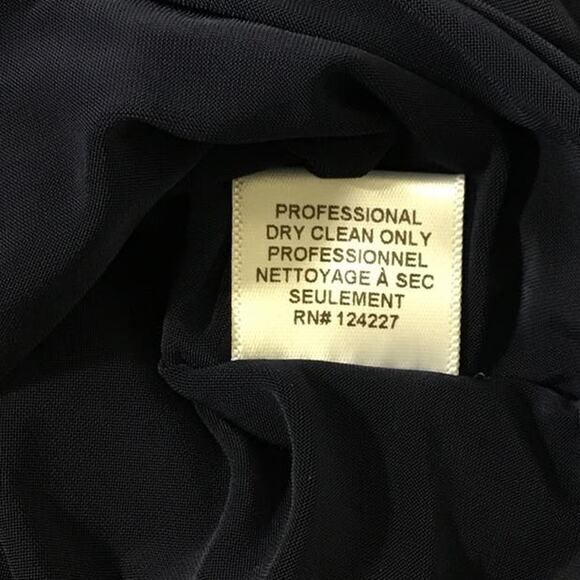 PROFESSIONAL
DRY CLEAN ONLY
PROFESSIONNEL
NETTOYAGE À SEC
SEULEMENT
RN# 124227